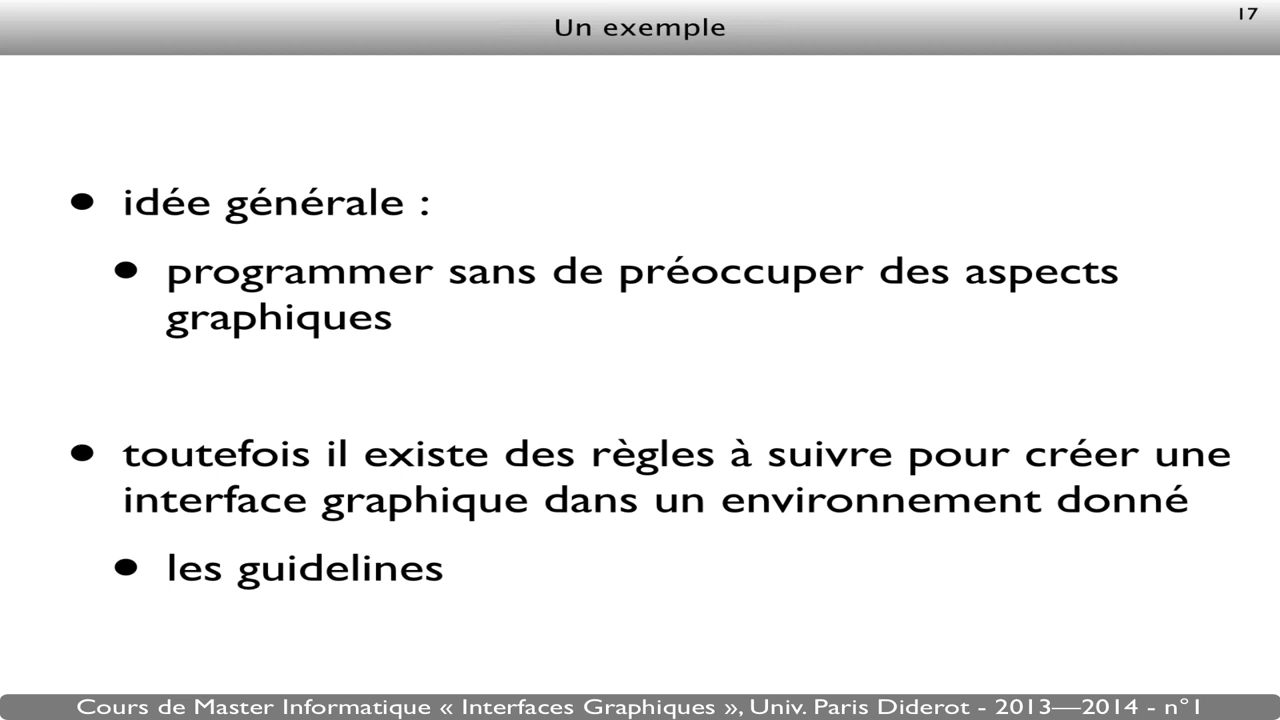 Un exemple
17
• idée générale :
• programmer sans de préoccuper des aspects
graphiques
• toutefois il existe des règles à suivre pour créer une
interface graphique dans un environnement donné
• les guidelines
Cours de Master Informatique « Interfaces Graphiques », Univ. Paris Diderot - 2013—2014 - n°1